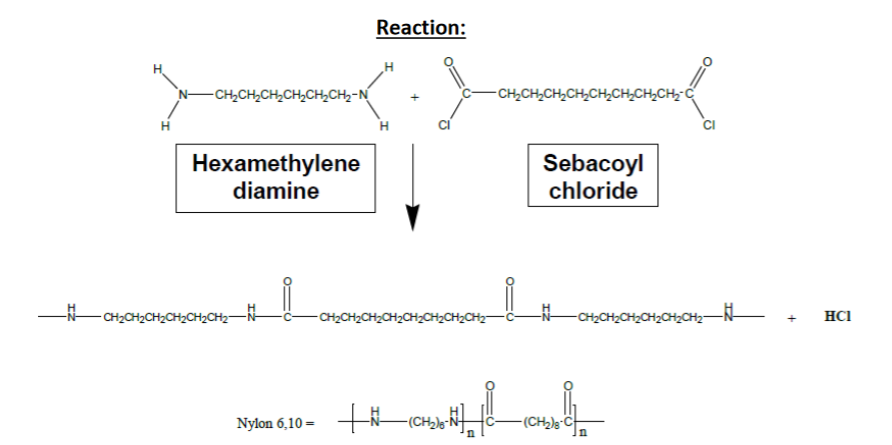 Reaction:
H H O O
N—CH₂CH₂CH₂CH₂CH₂CH₂-N + C—CH₂CH₂CH₂CH₂CH₂CH₂CH₂CH₂-C
H H Cl Cl
Hexamethylene
diamine
Sebacoyl
chloride
O O
H H H H
—N—CH₂CH₂CH₂CH₂CH₂CH₂—N—C—CH₂CH₂CH₂CH₂CH₂CH₂CH₂CH₂—C—N—CH₂CH₂CH₂CH₂CH₂CH₂—N— + HCl
O O
H H
Nylon 6,10 = [N—(CH₂)₆-N]n[C—(CH₂)₈-C]n